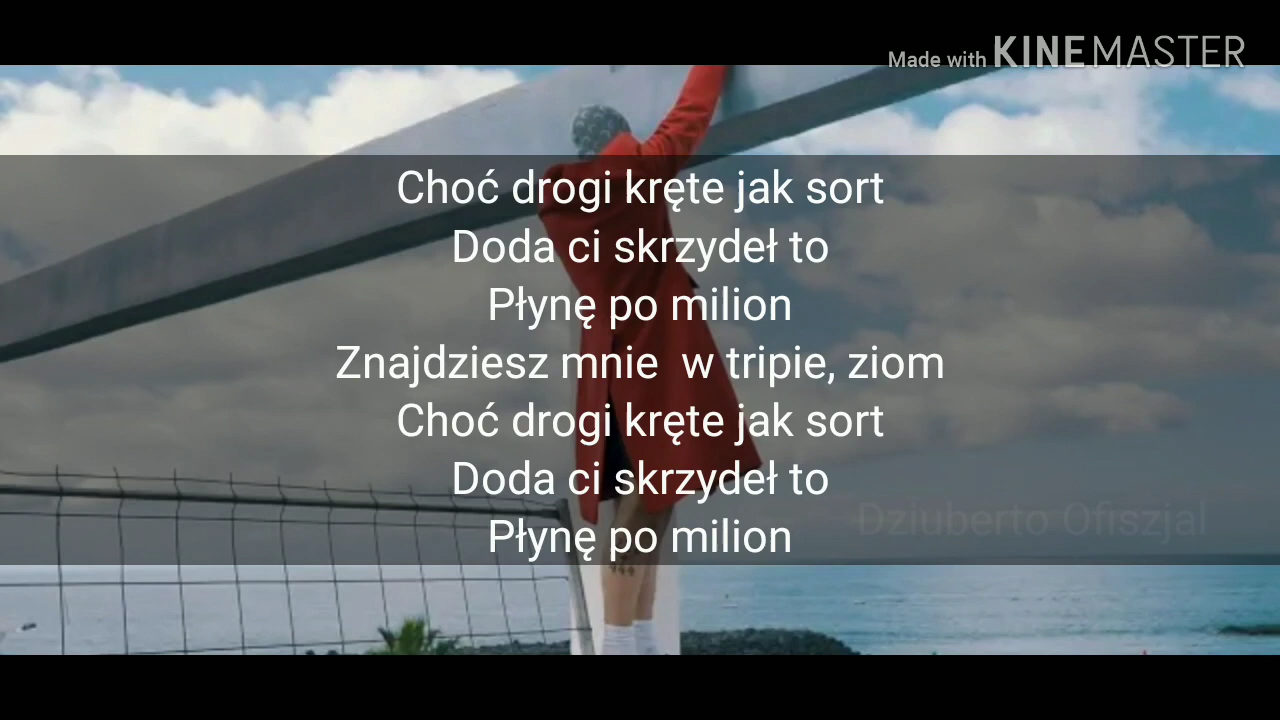 Made with KINEMASTER
Choć drogi kręte jak sort
Doda ci skrzydeł to
Płynę po milion
Znajdziesz mnie  w tripie, ziom
Choć drogi kręte jak sort
Doda ci skrzydeł to
Dziuberto Ofiszjal
Płynę po milion